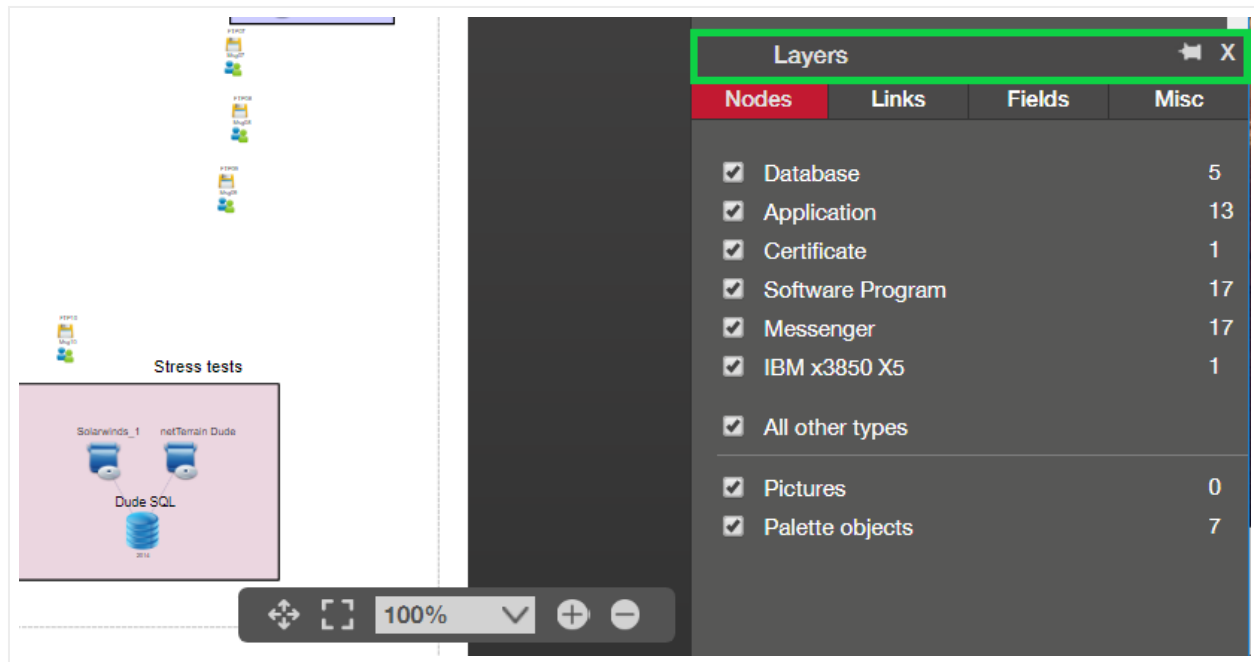 Layers X
Nodes Links Fields Misc
Database 5
Application 13
Certificate 1
Software Program 17
Messenger 17
IBM x3850 X5 1
All other types
Pictures 0
Palette objects 7
Stress tests
Solarwinds_1 netTerrain Dude
Dude SQL
2014
100%